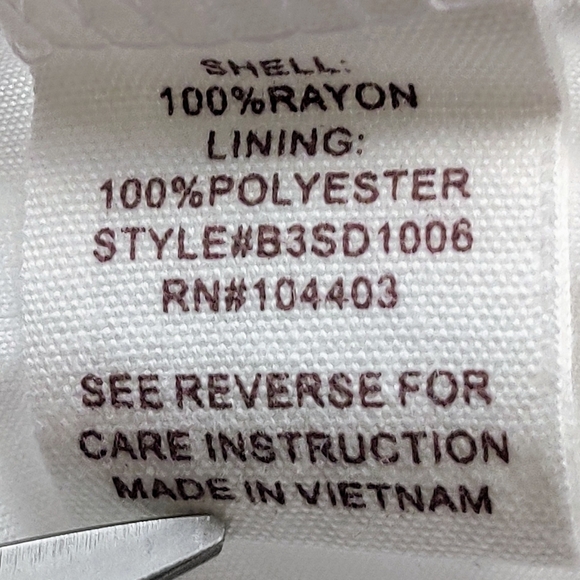 SHELL:
100%RAYON
LINING:
100%POLYESTER
STYLE#B3SD1006
RN#104403
SEE REVERSE FOR
CARE INSTRUCTION
MADE IN VIETNAM